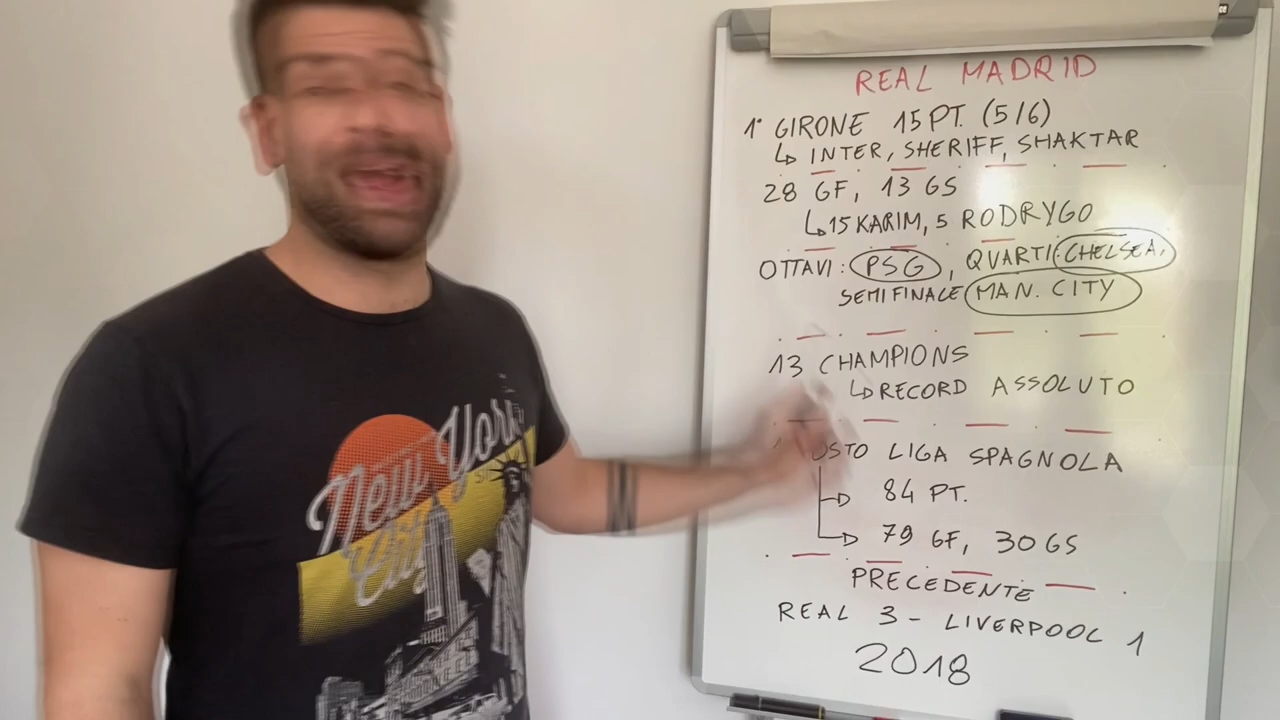 REAL MADRID
1° GIRONE 15 PT. (5/6)
↳ INTER, SHERIFF, SHAKTAR
28 GF, 13 GS
↳ 15 KARIM, 5 RODRYGO
OTTAVI: PSG, QUARTI: CHELSEA,
SEMIFINALE MAN. CITY
13 CHAMPIONS
↳ RECORD ASSOLUTO
LIGA SPAGNOLA
84 PT.
79 GF, 30 GS
PRECEDENTE
REAL 3 - LIVERPOOL 1
2018
New York
City